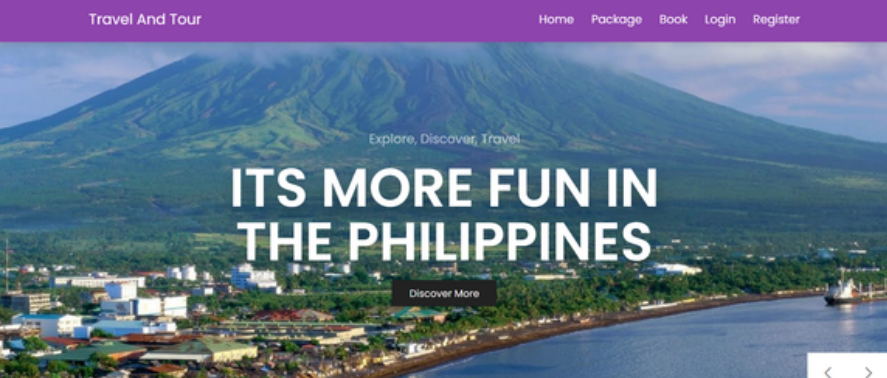 Travel And Tour
Home Package Book Login Register
Explore, Discover, Travel
ITS MORE FUN IN
THE PHILIPPINES
Discover More